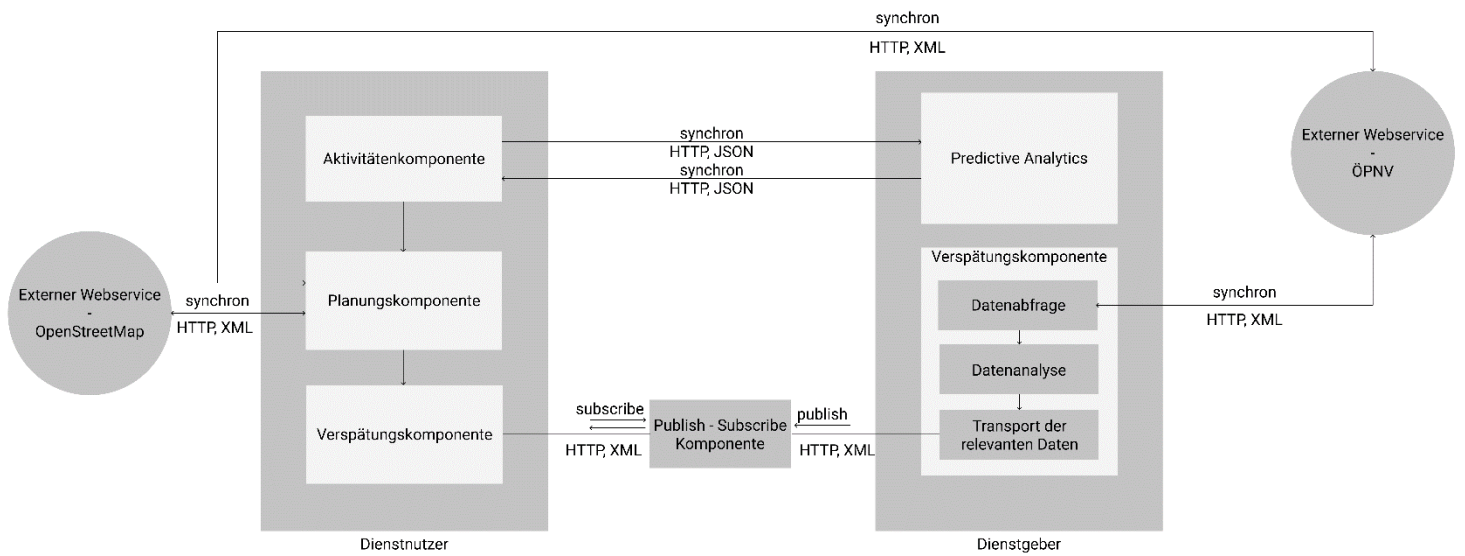 synchron
HTTP, XML
Externer Webservice
-
ÖPNV
Aktivitätenkomponente
synchron
HTTP, JSON
synchron
HTTP, JSON
Predictive Analytics
Externer Webservice
-
OpenStreetMap
synchron
HTTP, XML
Planungskomponente
Verspätungskomponente
Datenabfrage
synchron
HTTP, XML
Datenanalyse
Verspätungskomponente
subscribe
HTTP, XML
Publish - Subscribe
Komponente
publish
HTTP, XML
Transport der
relevanten Daten
Dienstnutzer
Dienstgeber